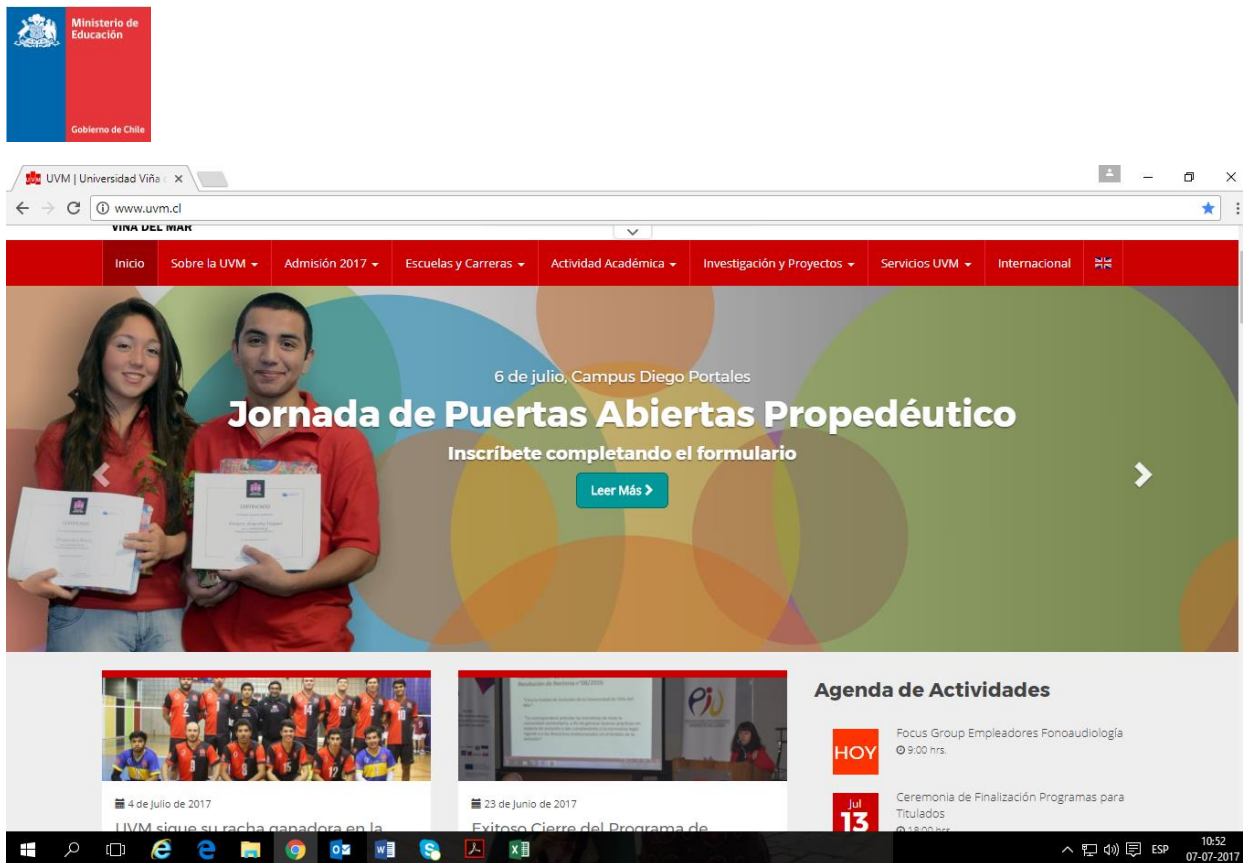 Ministerio de
Educación
Gobierno de Chile
UVM | Universidad Viña
www.uvm.cl
VIÑA DEL MAR
Inicio
Sobre la UVM
Admisión 2017
Escuelas y Carreras
Actividad Académica
Investigación y Proyectos
Servicios UVM
Internacional
6 de julio, Campus Diego Portales
Jornada de Puertas Abiertas Propedéutico
Inscríbete completando el formulario
Leer Más
CERTIFICADO
Agenda de Actividades
HOY
Focus Group Empleadores Fonoaudiología
9:00 hrs.
Jul
13
Ceremonia de Finalización Programas para
Titulados
18:00 hrs.
4 de Julio de 2017
UVM sigue su racha ganadora en la
23 de Junio de 2017
Exitoso Cierre del Programa de
ESP
10:52
07-07-2017